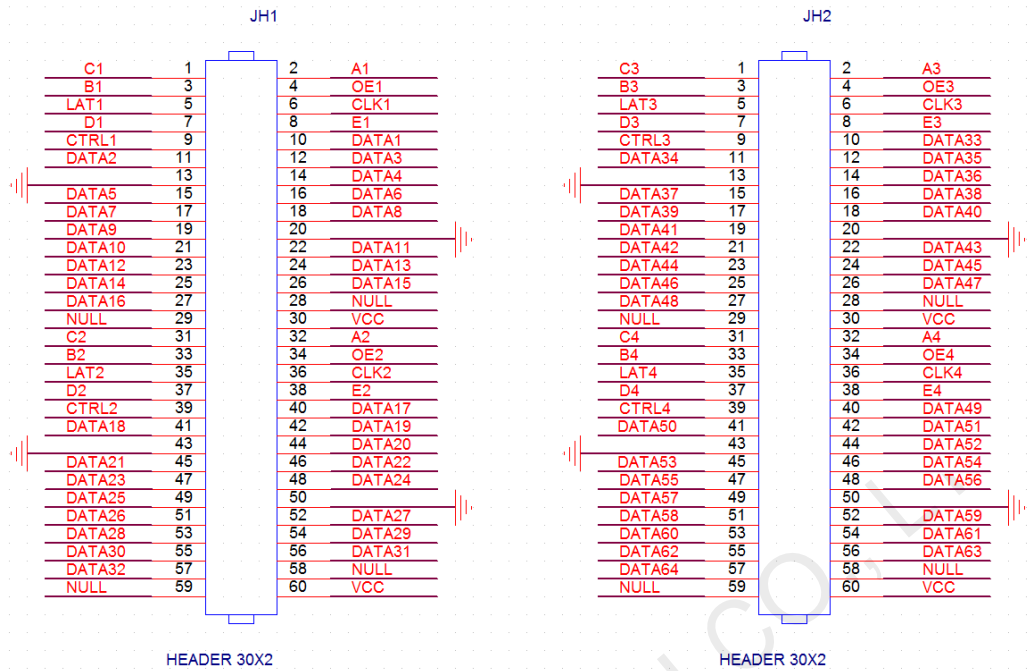 JH1 JH2
C1 1 2 A1 C3 1 2 A3
B1 3 4 OE1 B3 3 4 OE3
LAT1 5 6 CLK1 LAT3 5 6 CLK3
D1 7 8 E1 D3 7 8 E3
CTRL1 9 10 DATA1 CTRL3 9 10 DATA33
DATA2 11 12 DATA3 DATA34 11 12 DATA35
13 14 DATA4 13 14 DATA36
DATA5 15 16 DATA6 DATA37 15 16 DATA38
DATA7 17 18 DATA8 DATA39 17 18 DATA40
DATA9 19 20 DATA41 19 20
DATA10 21 22 DATA11 DATA42 21 22 DATA43
DATA12 23 24 DATA13 DATA44 23 24 DATA45
DATA14 25 26 DATA15 DATA46 25 26 DATA47
DATA16 27 28 NULL DATA48 27 28 NULL
NULL 29 30 VCC NULL 29 30 VCC
C2 31 32 A2 C4 31 32 A4
B2 33 34 OE2 B4 33 34 OE4
LAT2 35 36 CLK2 LAT4 35 36 CLK4
D2 37 38 E2 D4 37 38 E4
CTRL2 39 40 DATA17 CTRL4 39 40 DATA49
DATA18 41 42 DATA19 DATA50 41 42 DATA51
43 44 DATA20 43 44 DATA52
DATA21 45 46 DATA22 DATA53 45 46 DATA54
DATA23 47 48 DATA24 DATA55 47 48 DATA56
DATA25 49 50 DATA57 49 50
DATA26 51 52 DATA27 DATA58 51 52 DATA59
DATA28 53 54 DATA29 DATA60 53 54 DATA61
DATA30 55 56 DATA31 DATA62 55 56 DATA63
DATA32 57 58 NULL DATA64 57 58 NULL
NULL 59 60 VCC NULL 59 60 VCC
HEADER 30X2 HEADER 30X2
CO., L